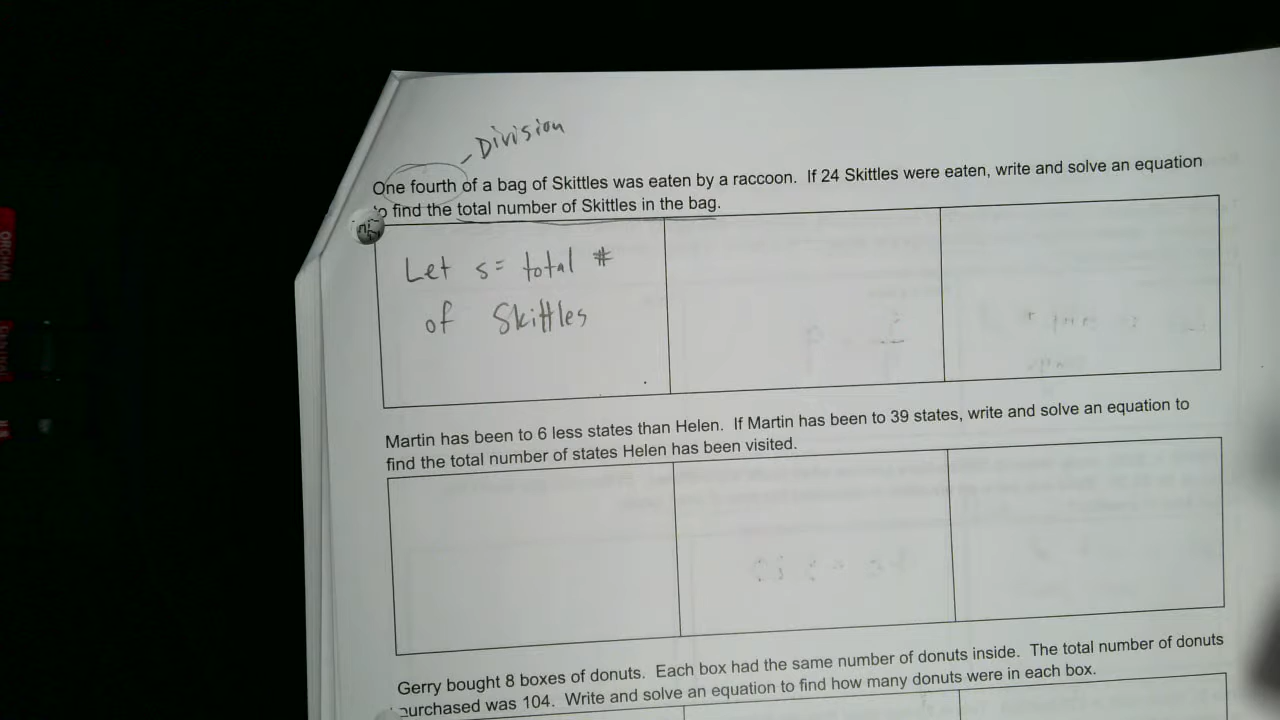 Division
One fourth of a bag of Skittles was eaten by a raccoon. If 24 Skittles were eaten, write and solve an equation
to find the total number of Skittles in the bag.
Let s = total #
of Skittles
Martin has been to 6 less states than Helen. If Martin has been to 39 states, write and solve an equation to
find the total number of states Helen has been visited.
Gerry bought 8 boxes of donuts. Each box had the same number of donuts inside. The total number of donuts
purchased was 104. Write and solve an equation to find how many donuts were in each box.
ORCHAR